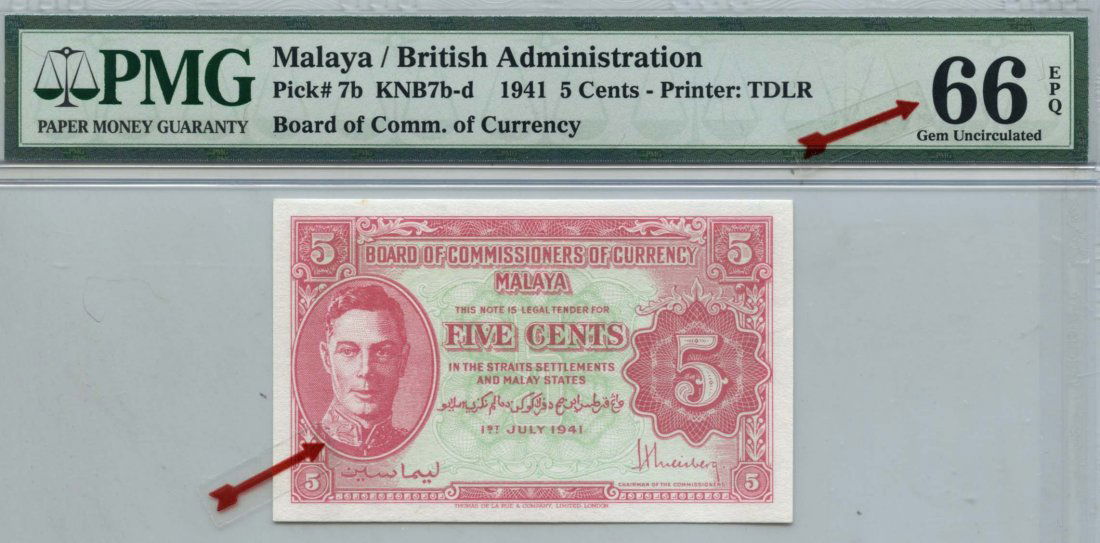 PMG
PAPER MONEY GUARANTY
Malaya / British Administration
Pick# 7b KNB7b-d 1941 5 Cents - Printer: TDLR
Board of Comm. of Currency
66
EPQ
Gem Uncirculated
5
5
BOARD OF COMMISSIONERS OF CURRENCY
MALAYA
THIS NOTE IS LEGAL TENDER FOR
FIVE CENTS
5
IN THE STRAITS SETTLEMENTS
AND MALAY STATES
1ST JULY 1941
ليما سين
CHAIRMAN OF THE COMMISSIONERS
5
5
THOMAS DE LA RUE & COMPANY, LIMITED, LONDON